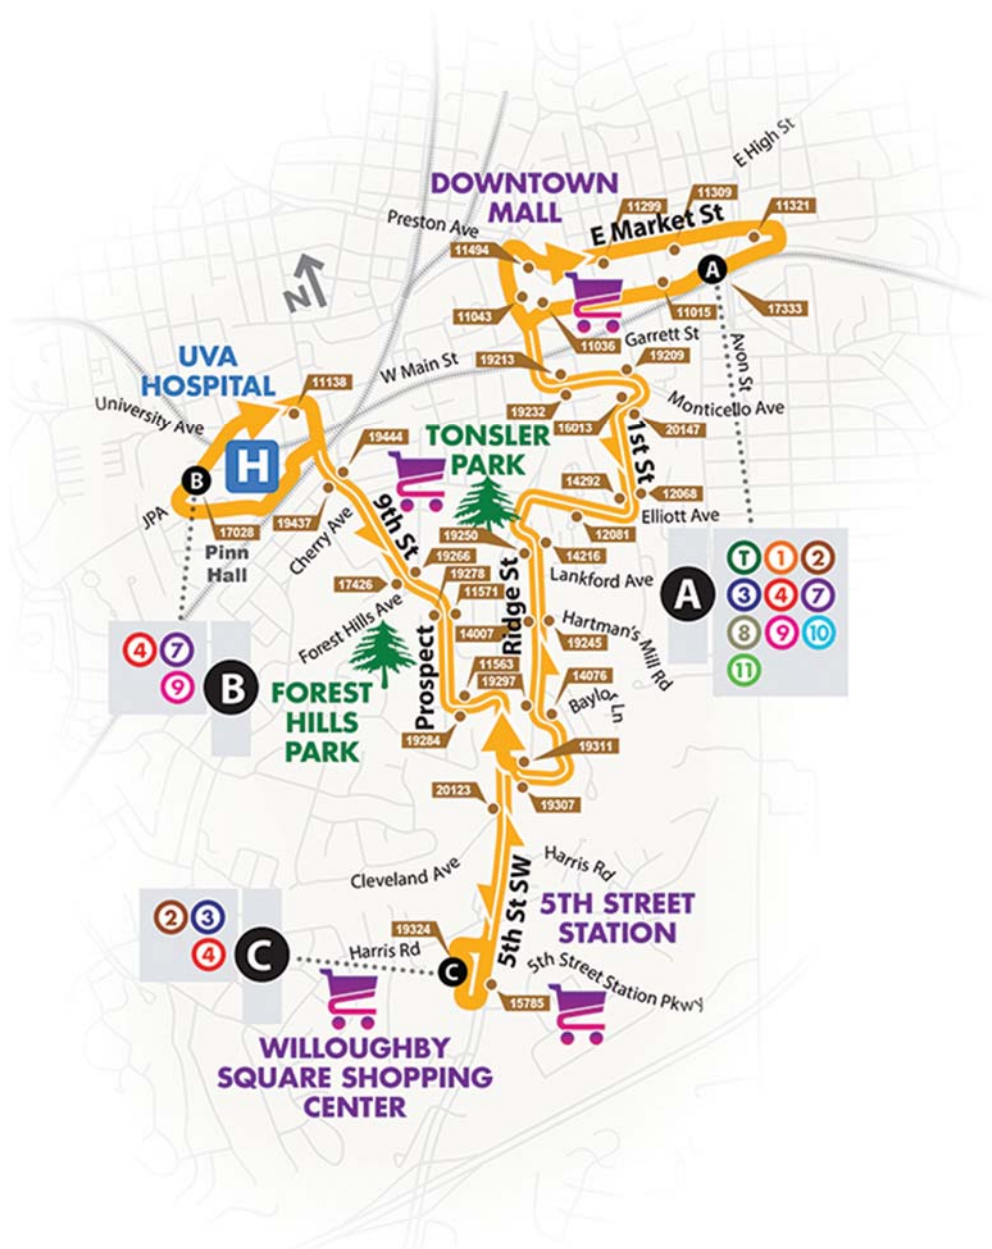 E High St
DOWNTOWN
MALL
11309
11299
11321
Preston Ave
E Market St
11494
A
N
11043
11015
17333
11036
Garrett St
UVA
HOSPITAL
W Main St
19213
19209
Avon St
11138
University Ave
19232
16013
Monticello Ave
20147
19444
TONSLER
PARK
1st St
H
B
14292
12068
JPA
17028
19437
9th St
Elliott Ave
Pinn
Hall
Cherry Ave
12081
19250
14216
19266
Lankford Ave
17426
19278
11571
Ridge St
A
T 1 2
3 4 7
8 9 10
11
Forest Hills Ave
14007
Hartman's Mill Rd
19245
4 7
9
B
Prospect
11563
19297
14076
Baylor Ln
FOREST
HILLS
PARK
19284
19311
20123
19307
Cleveland Ave
Harris Rd
5th St SW
5TH STREET
STATION
2 3
4
C
19324
Harris Rd
C
5th Street Station Pkwy
15785
WILLOUGHBY
SQUARE SHOPPING
CENTER